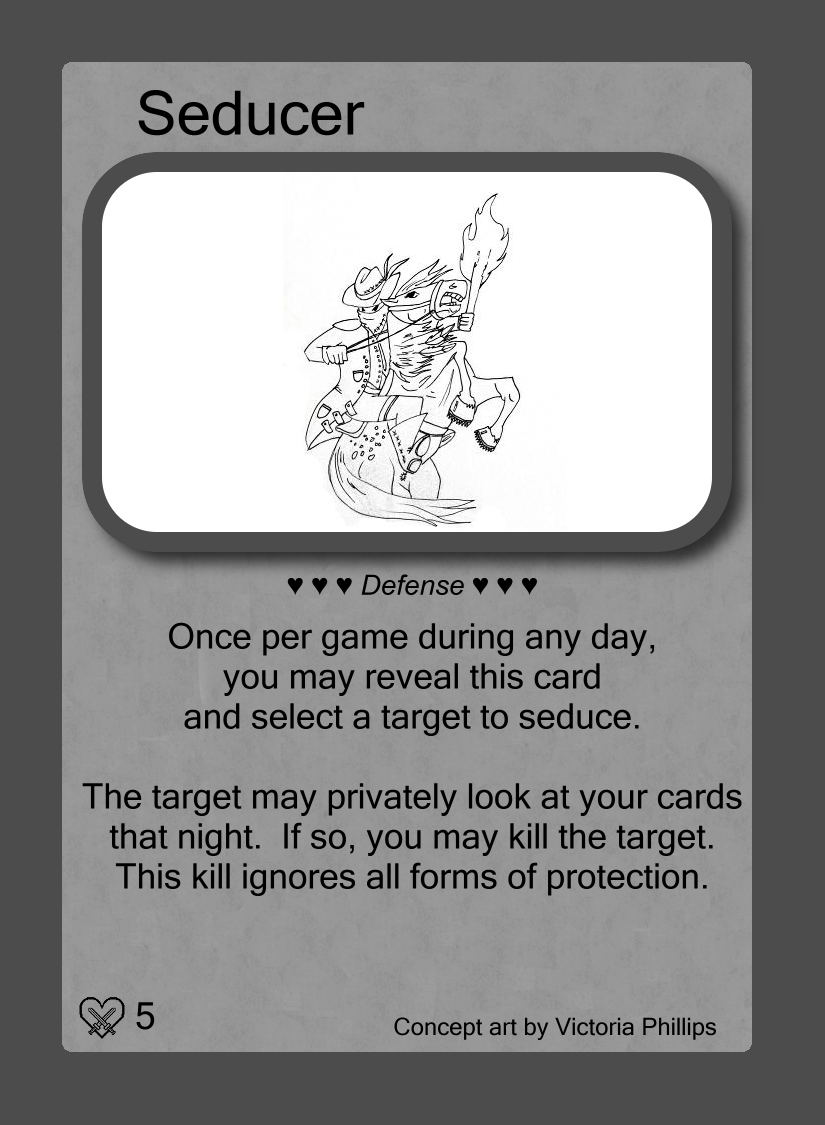 Seducer
♥ ♥ ♥ Defense ♥ ♥ ♥
Once per game during any day,
you may reveal this card
and select a target to seduce.
The target may privately look at your cards
that night.  If so, you may kill the target.
This kill ignores all forms of protection.
5
Concept art by Victoria Phillips